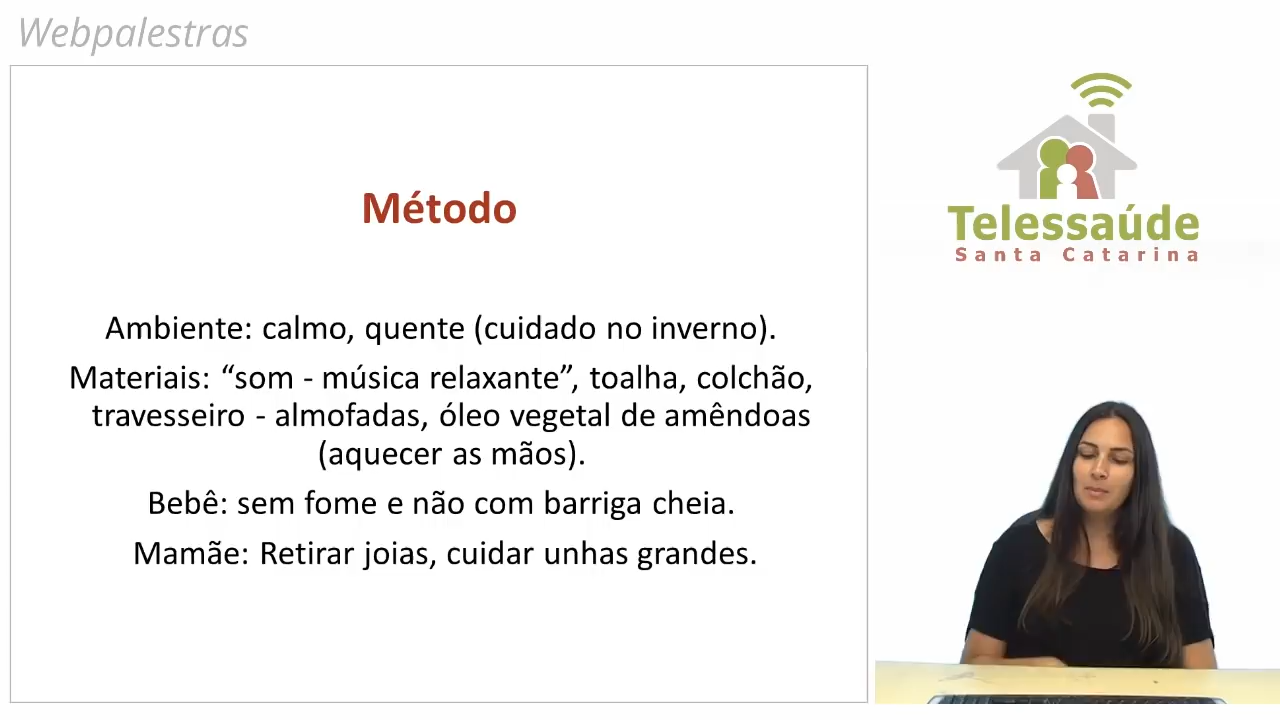 Webpalestras
Telessaúde
Santa Catarina
Método
Ambiente: calmo, quente (cuidado no inverno).
Materiais: “som - música relaxante”, toalha, colchão,
travesseiro - almofadas, óleo vegetal de amêndoas
(aquecer as mãos).
Bebê: sem fome e não com barriga cheia.
Mamãe: Retirar joias, cuidar unhas grandes.